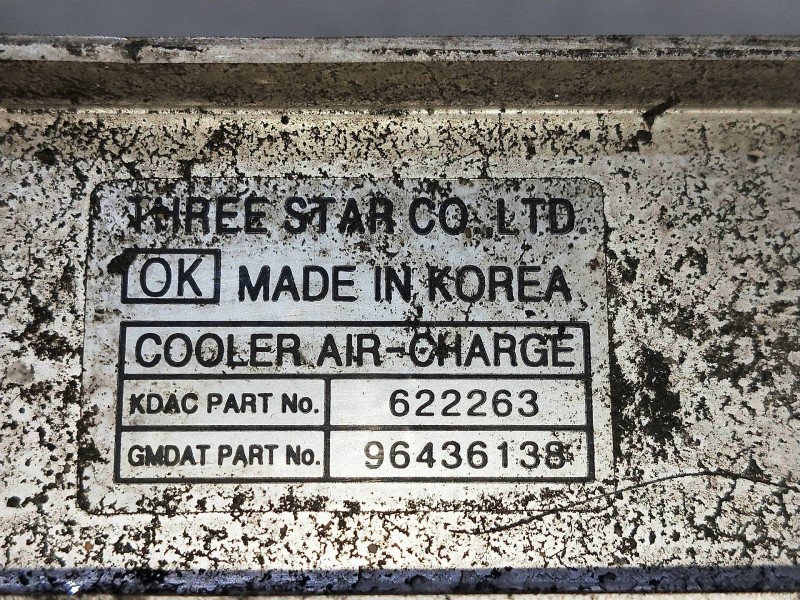 THREE STAR CO., LTD.
OK MADE IN KOREA
COOLER AIR-CHARGE
KDAC PART No. 622263
GMDAT PART No. 96436138